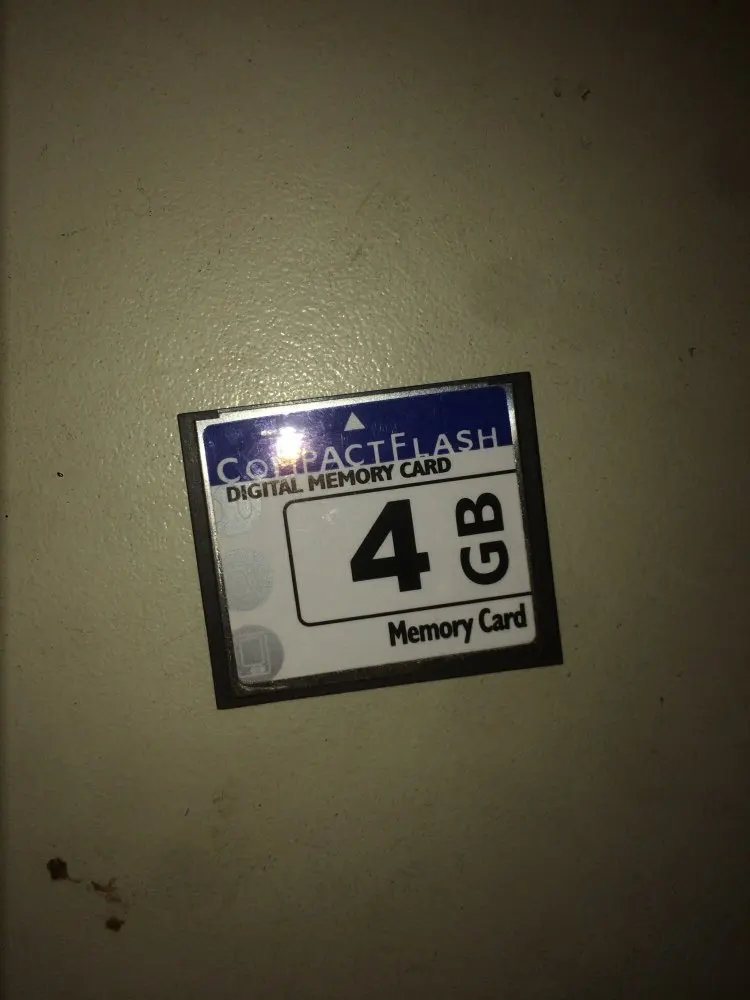 COMPACTFLASH
DIGITAL MEMORY CARD
4 GB
Memory Card